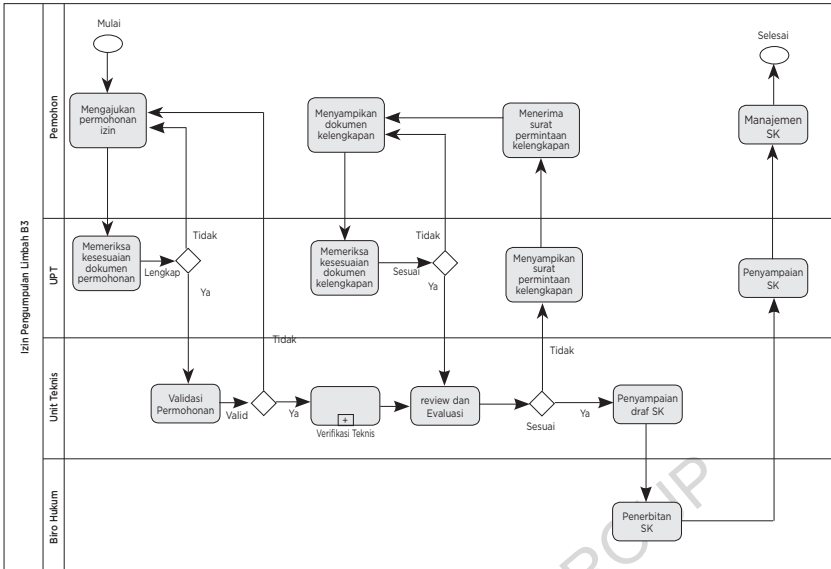 Izin Pengumpulan Limbah B3
Pemohon
UPT
Unit Teknis
Biro Hukum
Mulai
Mengajukan
permohonan
izin
Menyampikan
dokumen
kelengkapan
Menerima
surat
permintaan
kelengkapan
Selesai
Manajemen
SK
Memeriksa
kesesuaian
dokumen
permohonan
Lengkap
Tidak
Ya
Memeriksa
kesesuaian
dokumen
kelengkapan
Sesuai
Tidak
Ya
Menyampikan
surat
permintaan
kelengkapan
Penyampaian
SK
Tidak
Tidak
Validasi
Permohonan
Valid
Ya
+
Verifikasi Teknis
review dan
Evaluasi
Sesuai
Ya
Penyampaian
draf SK
Penerbitan
SK